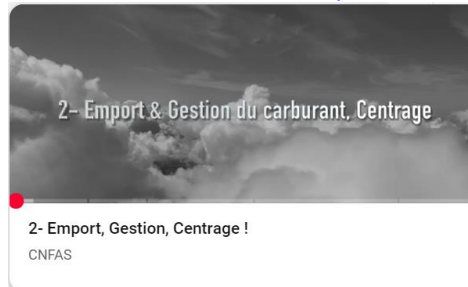 2- Emport & Gestion du carburant, Centrage
2- Emport, Gestion, Centrage !
CNFAS